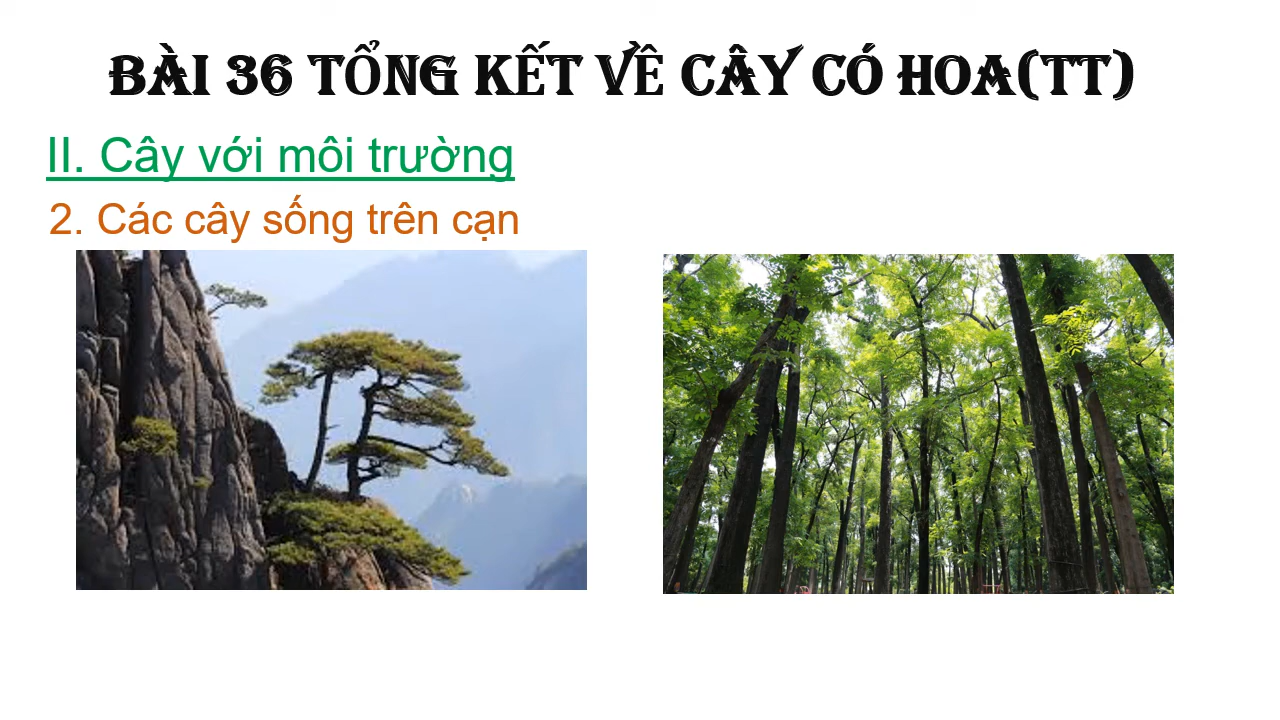 BÀI 36 TỔNG KẾT VỀ CÂY CÓ HOA(TT)
II. Cây với môi trường
2. Các cây sống trên cạn